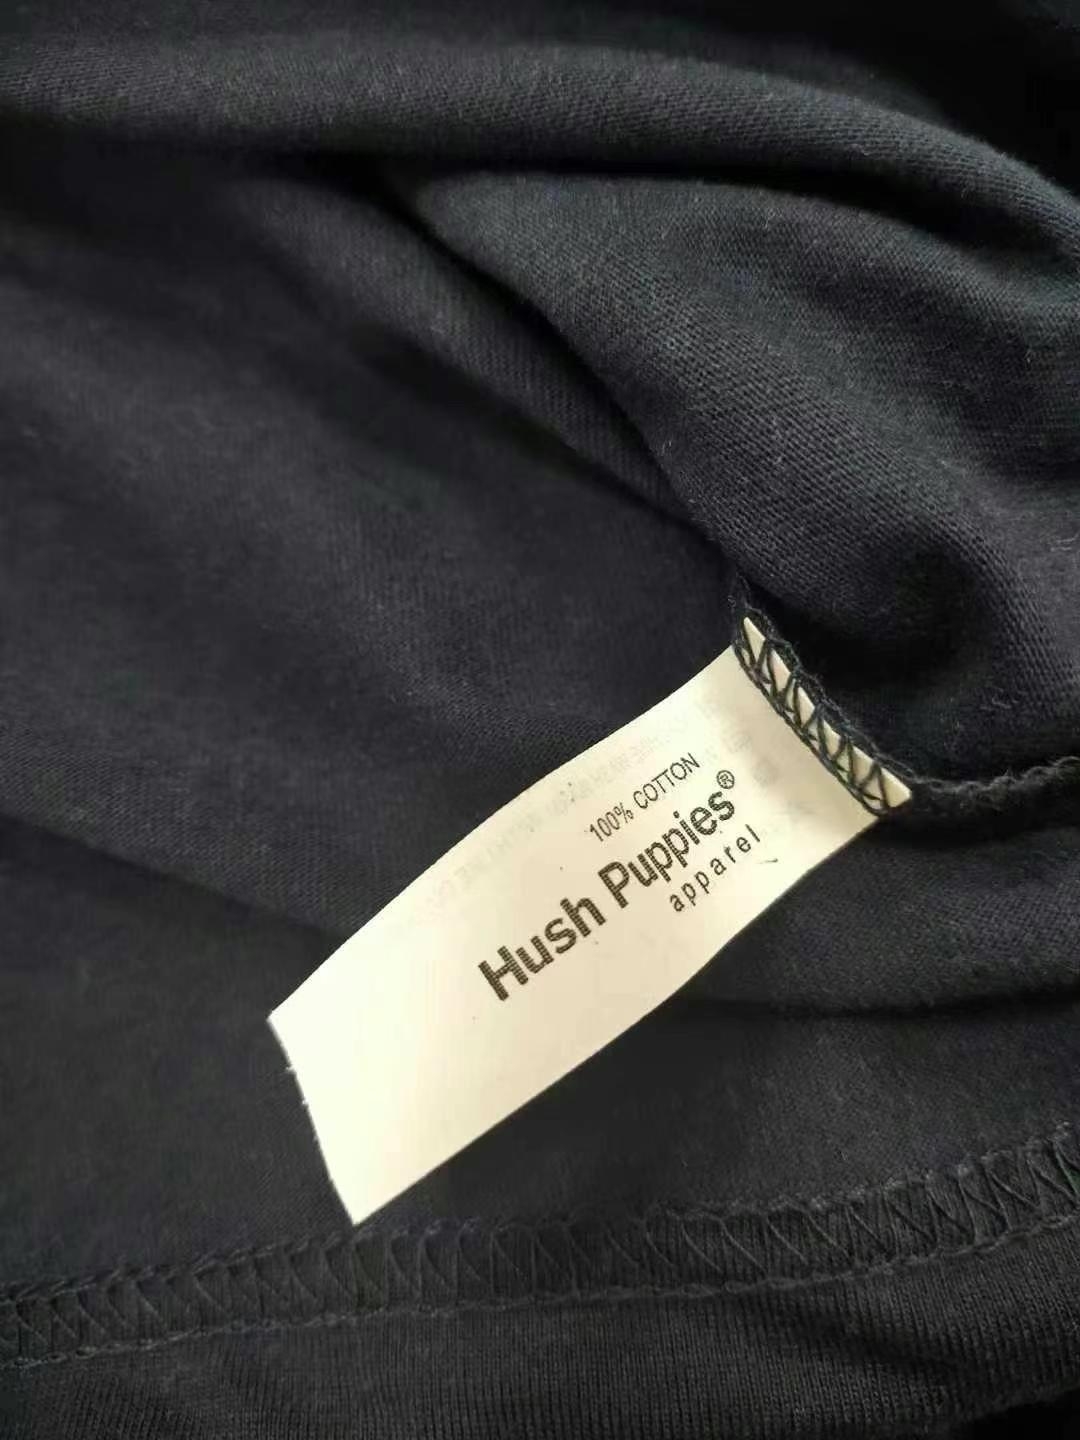 100% COTTON
Hush Puppies®
apparel